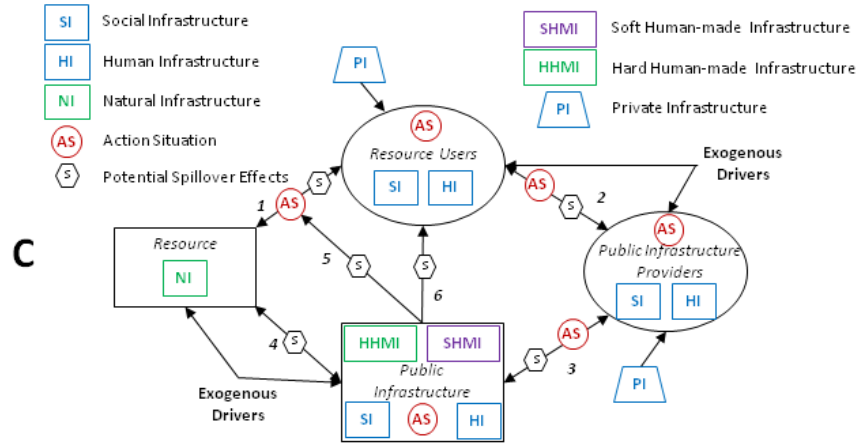 SI Social Infrastructure
HI Human Infrastructure
NI Natural Infrastructure
AS Action Situation
S Potential Spillover Effects
SHMI Soft Human-made Infrastructure
HHMI Hard Human-made Infrastructure
PI Private Infrastructure
PI
AS
Resource Users
SI HI
Exogenous
Drivers
1
AS
S
AS
S
2
C
Resource
NI
5
S
S
6
AS
Public Infrastructure
Providers
SI HI
4
S
HHMI SHMI
Public
Infrastructure
SI AS HI
S
AS
3
PI
Exogenous
Drivers